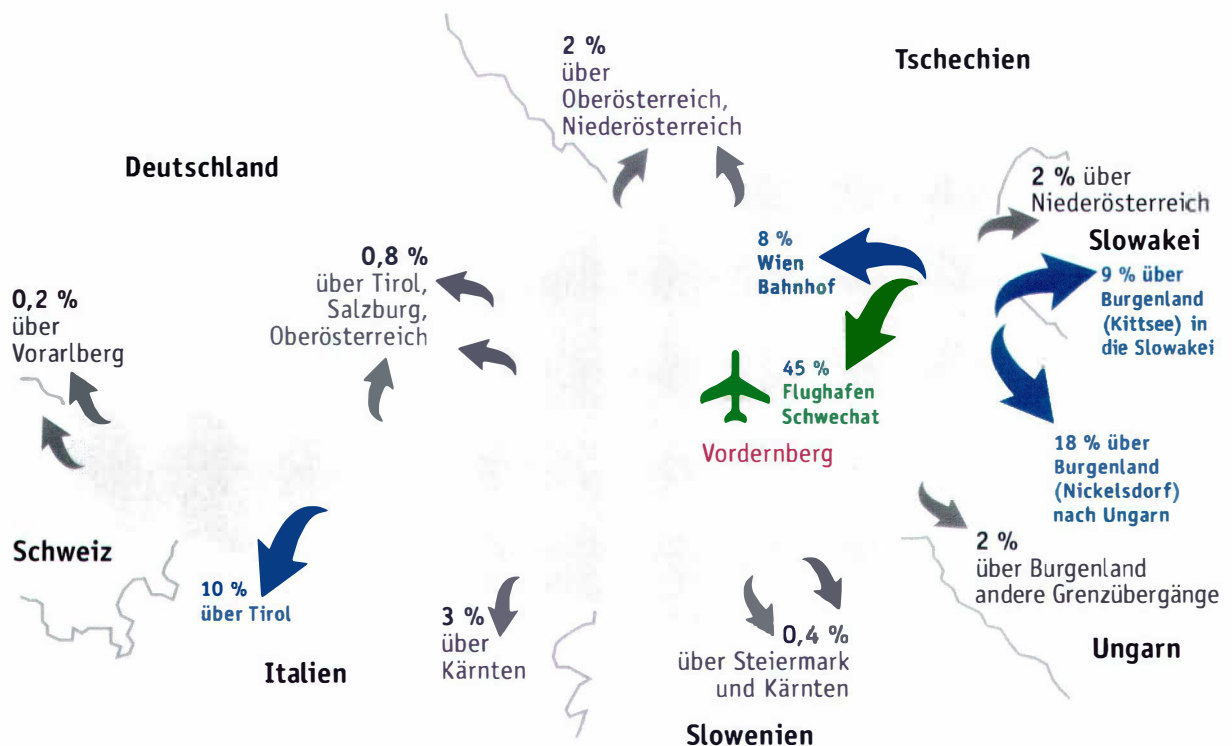 2 %
über
Oberösterreich,
Niederösterreich
Tschechien
Deutschland
2 % über
Niederösterreich
Slowakei
8 %
Wien
Bahnhof
9 % über
Burgenland
(Kittsee) in
die Slowakei
0,8 %
über Tirol,
Salzburg,
Oberösterreich
0,2 %
über
Vorarlberg
45 %
Flughafen
Schwechat
Vordernberg
18 % über
Burgenland
(Nickelsdorf)
nach Ungarn
Schweiz
10 %
über Tirol
2 %
über Burgenland
andere Grenzübergänge
3 %
über
Kärnten
0,4 %
über Steiermark
und Kärnten
Ungarn
Italien
Slowenien